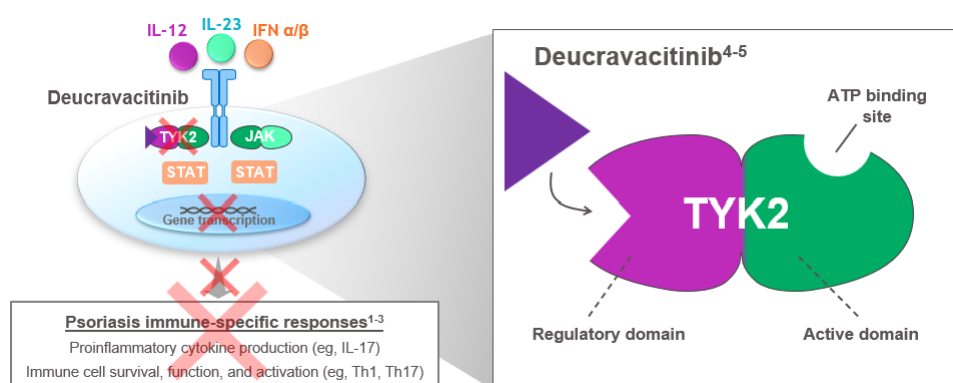 IL-12
IL-23
IFN α/β
Deucravacitinib
TYK2
JAK
STAT
STAT
Gene transcription
Psoriasis immune-specific responses¹⁻³
Proinflammatory cytokine production (eg, IL-17)
Immune cell survival, function, and activation (eg, Th1, Th17)
Deucravacitinib⁴⁻⁵
ATP binding
site
TYK2
Regulatory domain
Active domain